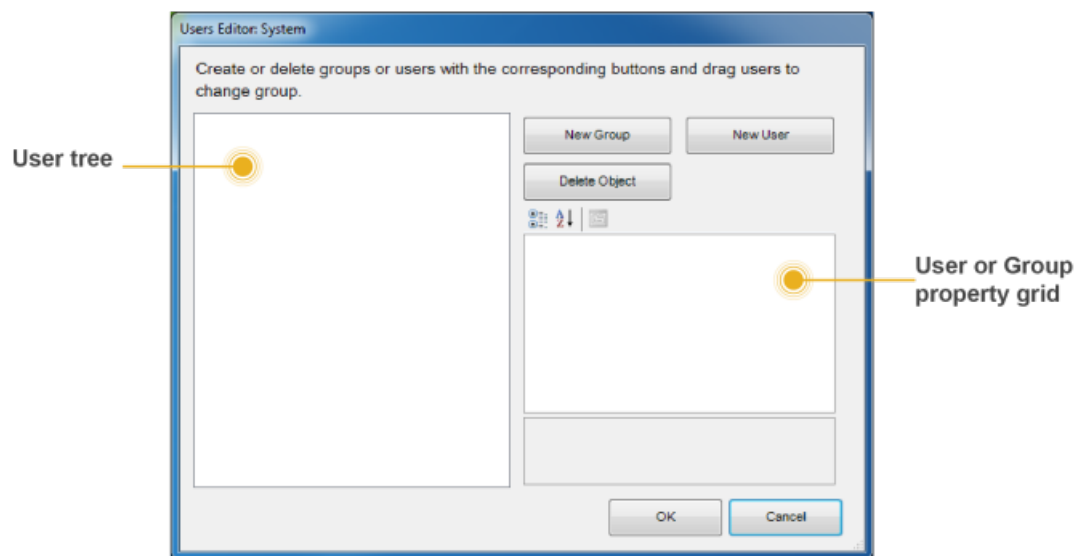 Users Editor: System
Create or delete groups or users with the corresponding buttons and drag users to
change group.
New Group
New User
User tree
Delete Object
User or Group
property grid
OK
Cancel